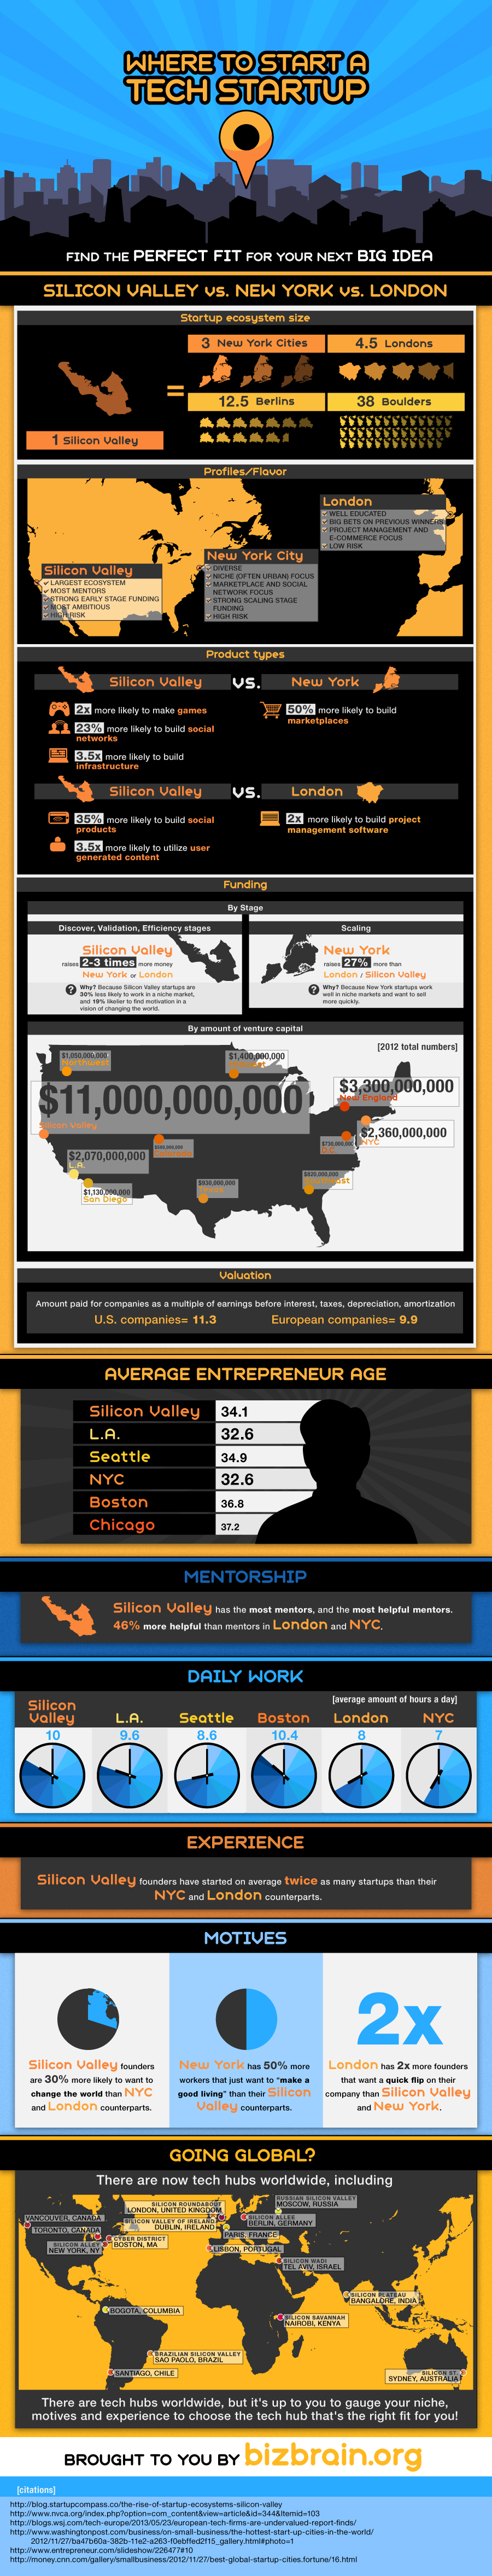 WHERE TO START A
TECH STARTUP
FIND THE PERFECT FIT FOR YOUR NEXT BIG IDEA
SILICON VALLEY vs. NEW YORK vs. LONDON
Startup ecosystem size
3 New York Cities
4.5 Londons
=
12.5 Berlins
38 Boulders
1 Silicon Valley
Profiles/Flavor
London
WELL EDUCATED
BIG BETS ON PREVIOUS WINNERS
PROJECT MANAGEMENT AND
E-COMMERCE FOCUS
LOW RISK
New York City
DIVERSE
NICHE (OFTEN URBAN) FOCUS
MARKETPLACE AND SOCIAL
NETWORK FOCUS
STRONG SCALING STAGE
FUNDING
HIGH RISK
Silicon Valley
LARGEST ECOSYSTEM
MOST MENTORS
STRONG EARLY STAGE FUNDING
MOST AMBITIOUS
HIGH RISK
Product types
Silicon Valley VS. New York
2x more likely to make games
23% more likely to build social
networks
3.5x more likely to build
infrastructure
50% more likely to build
marketplaces
Silicon Valley VS. London
35% more likely to build social
products
3.5x more likely to utilize user
generated content
2x more likely to build project
management software
Funding
By Stage
Discover, Validation, Efficiency stages
Silicon Valley
raises 2-3 times more money
New York or London
? Why? Because Silicon Valley startups are
30% less likely to work in a niche market,
and 19% likelier to find motivation in a
vision of changing the world.
Scaling
New York
raises 27% more than
London / Silicon Valley
? Why? Because New York startups work
well in niche markets and want to sell
more quickly.
By amount of venture capital
[2012 total numbers]
$1,050,000,000
Northwest
$1,400,000,000
Midwest
$11,000,000,000
Silicon Valley
$3,300,000,000
New England
$2,360,000,000
NYC
$730,000,000
D.C.
$2,070,000,000
L.A.
$1,130,000,000
San Diego
$930,000,000
Texas
$820,000,000
Southeast
Valuation
Amount paid for companies as a multiple of earnings before interest, taxes, depreciation, amortization
U.S. companies= 11.3
European companies= 9.9
AVERAGE ENTREPRENEUR AGE
Silicon Valley 34.1
L.A. 32.6
Seattle 34.9
NYC 32.6
Boston 36.8
Chicago 37.2
MENTORSHIP
Silicon Valley has the most mentors, and the most helpful mentors.
46% more helpful than mentors in London and NYC.
DAILY WORK
[average amount of hours a day]
Silicon
Valley
L.A.
Seattle
Boston
London
NYC
10
9.6
8.6
10.4
8
7
EXPERIENCE
Silicon Valley founders have started on average twice as many startups than their
NYC and London counterparts.
MOTIVES
Silicon Valley founders
are 30% more likely to want to
change the world than NYC
and London counterparts.
New York has 50% more
workers that just want to "make a
good living" than their Silicon
Valley counterparts.
2x
London has 2x more founders
that want a quick flip on their
company than Silicon Valley
and New York.
GOING GLOBAL?
There are now tech hubs worldwide, including
RUSSIAN SILICON VALLEY
MOSCOW, RUSSIA
SILICON ROUNDABOUT
LONDON, UNITED KINGDOM
VANCOUVER, CANADA
SILICON ALLEE
BERLIN, GERMANY
SILICON VALLEY OF IRELAND
DUBLIN, IRELAND
TORONTO, CANADA
PARIS, FRANCE
CYBER DISTRICT
BOSTON, MA
SILICON ALLEY
NEW YORK, NY
LISBON, PORTUGAL
SILICON WADI
TEL AVIV, ISRAEL
SILICON PLATEAU
BANGALORE, INDIA
BOGOTA, COLUMBIA
SILICON SAVANNAH
NAIROBI, KENYA
BRAZILIAN SILICON VALLEY
SAO PAOLO, BRAZIL
SANTIAGO, CHILE
SILICON ST.
SYDNEY, AUSTRALIA
There are tech hubs worldwide, but it's up to you to gauge your niche,
motives and experience to choose the tech hub that's the right fit for you!
BROUGHT TO YOU BY bizbrain.org
[citations]
http://blog.startupcompass.co/the-rise-of-startup-ecosystems-silicon-valley
http://www.nvca.org/index.php?option=com_content&view=article&id=344&Itemid=103
http://blogs.wsj.com/tech-europe/2013/05/23/european-tech-firms-are-undervalued-report-finds/
http://www.washingtonpost.com/business/on-small-business/the-hottest-start-up-cities-in-the-world/
2012/11/27/ba47b60a-382b-11e2-a263-f0ebffed2f15_gallery.html#photo=1
http://www.entrepreneur.com/slideshow/226477#10
http://money.cnn.com/gallery/smallbusiness/2012/11/27/best-global-startup-cities.fortune/16.html